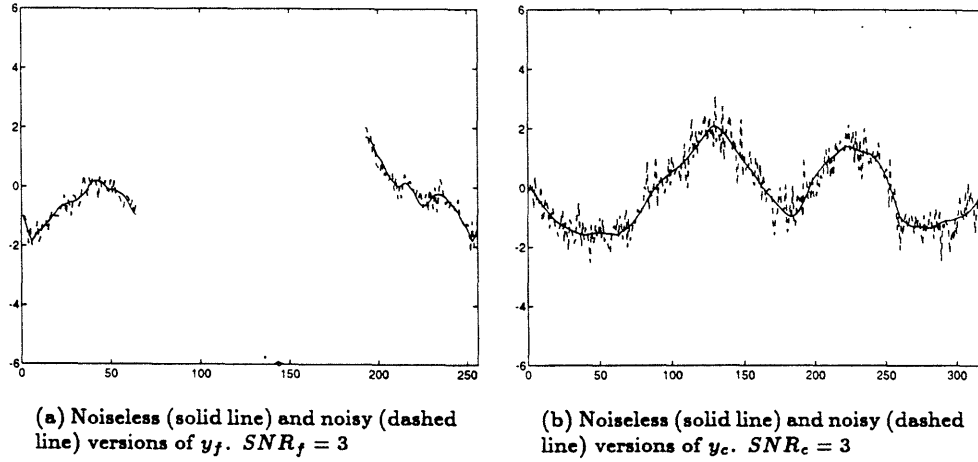 6
4
2
0
-2
-4
-6
0 50 100 150 200 250
6
4
2
0
-2
-4
-6
0 50 100 150 200 250 300
(a) Noiseless (solid line) and noisy (dashed
line) versions of y_f. SNR_f = 3
(b) Noiseless (solid line) and noisy (dashed
line) versions of y_c. SNR_c = 3